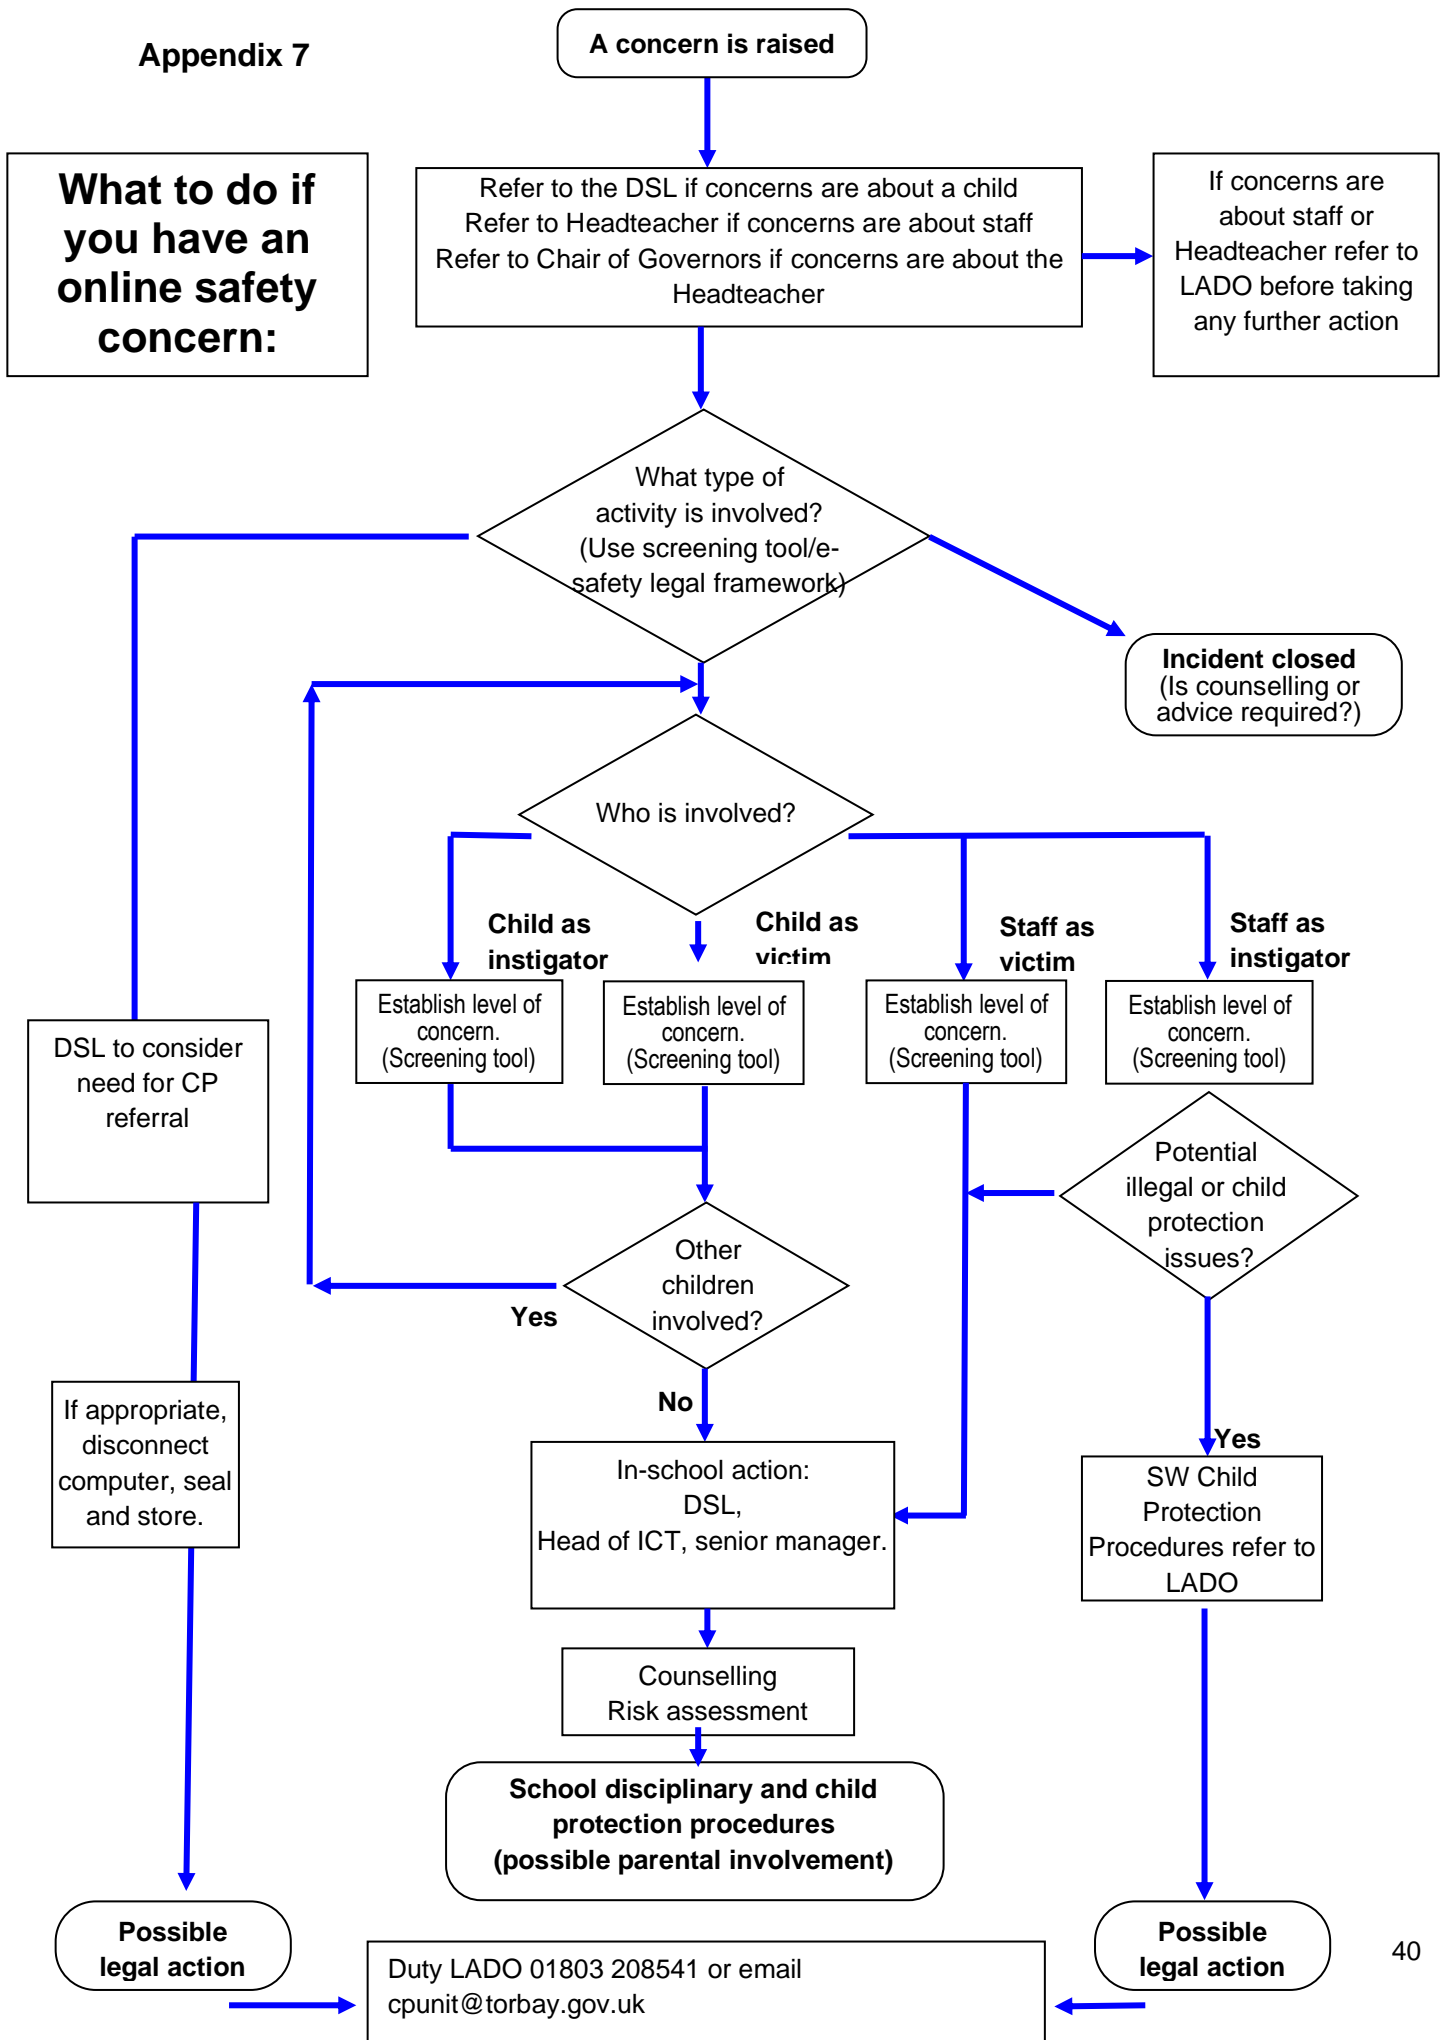 Appendix 7
A concern is raised
What to do if
you have an
online safety
concern:
Refer to the DSL if concerns are about a child
Refer to Headteacher if concerns are about staff
Refer to Chair of Governors if concerns are about the
Headteacher
If concerns are
about staff or
Headteacher refer to
LADO before taking
any further action
What type of
activity is involved?
(Use screening tool/e-
safety legal framework)
Incident closed
(Is counselling or
advice required?)
Who is involved?
Child as
instigator
Child as
victim
Staff as
victim
Staff as
instigator
Establish level of
concern.
(Screening tool)
Establish level of
concern.
(Screening tool)
Establish level of
concern.
(Screening tool)
Establish level of
concern.
(Screening tool)
DSL to consider
need for CP
referral
Potential
illegal or child
protection
issues?
Other
children
involved?
Yes
No
Yes
If appropriate,
disconnect
computer, seal
and store.
In-school action:
DSL,
Head of ICT, senior manager.
SW Child
Protection
Procedures refer to
LADO
Counselling
Risk assessment
School disciplinary and child
protection procedures
(possible parental involvement)
Possible
legal action
Possible
legal action
Duty LADO 01803 208541 or email
cpunit@torbay.gov.uk
40